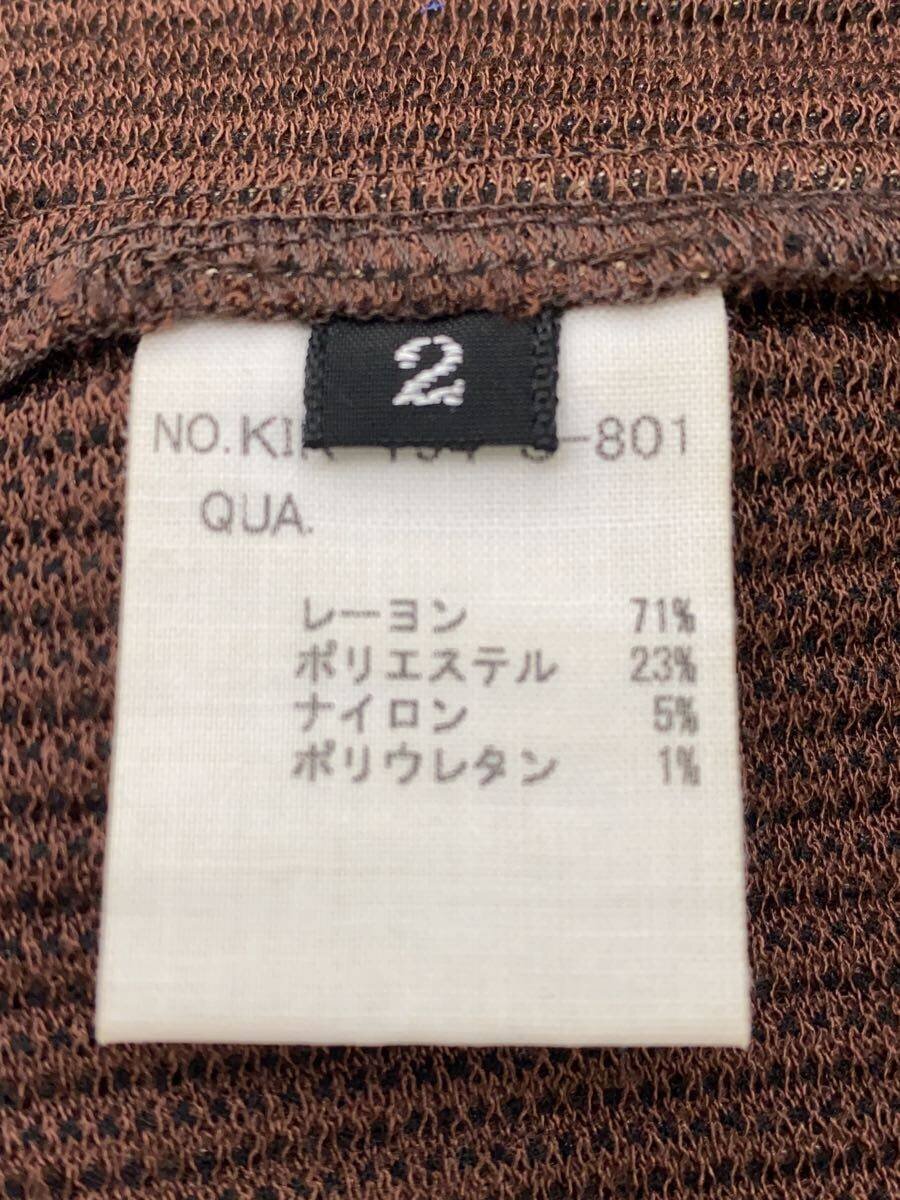 2
NO. -801
QUA.
レーヨン 71%
ポリエステル 23%
ナイロン 5%
ポリウレタン 1%